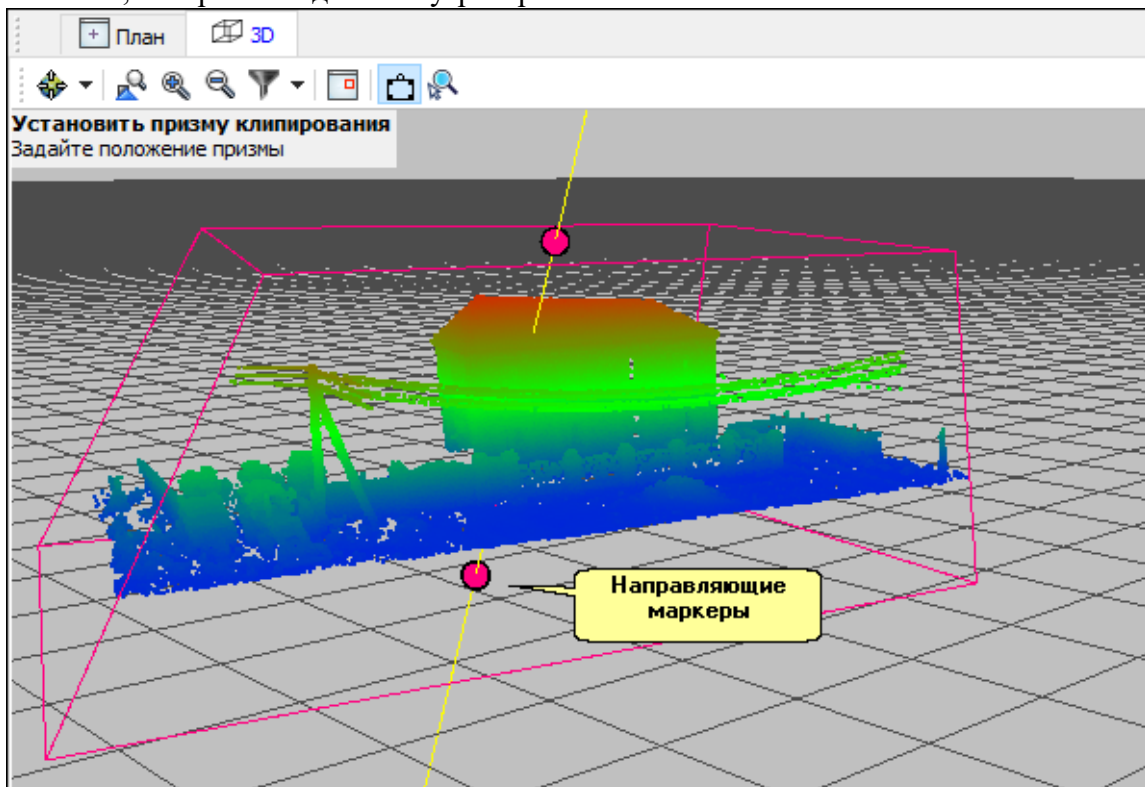 План
3D
Установить призму клипирования
Задайте положение призмы
Направляющие
маркеры